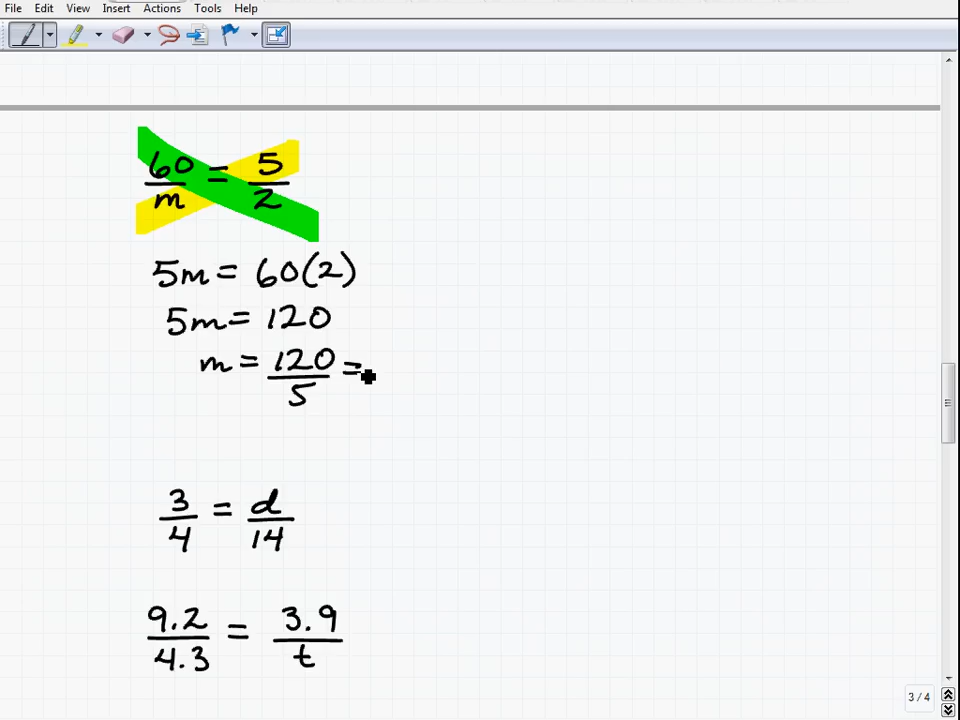 File Edit View Insert Actions Tools Help
60/m = 5/2
5m = 60(2)
5m = 120
m = 120/5 =
3/4 = d/14
9.2/4.3 = 3.9/t
3 / 4